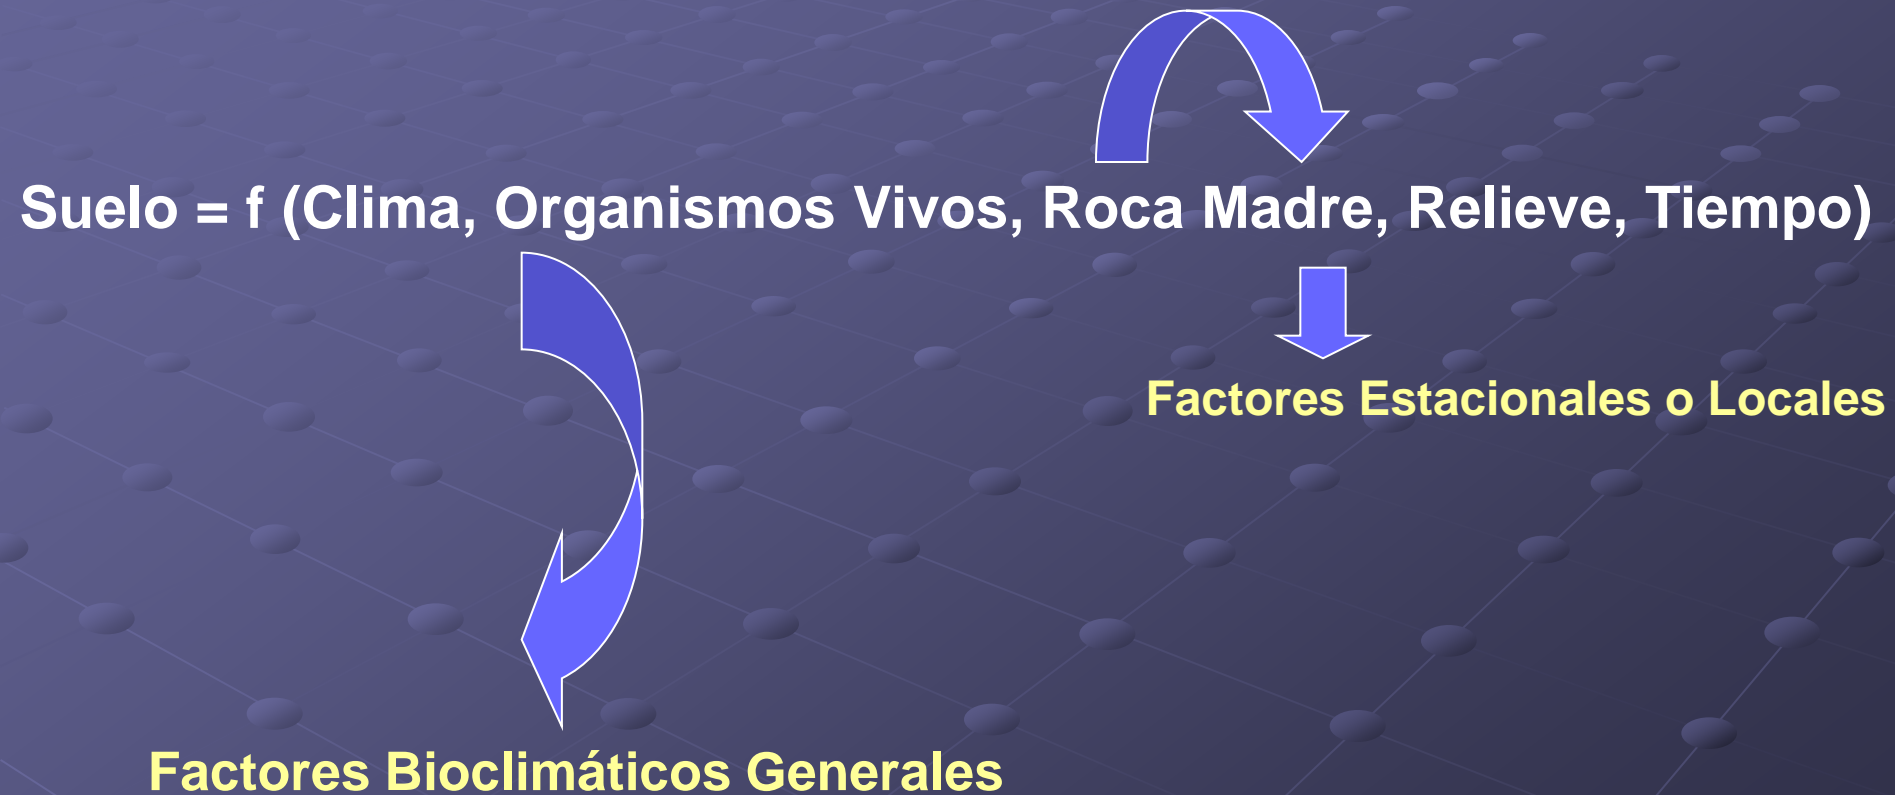 Suelo = f (Clima, Organismos Vivos, Roca Madre, Relieve, Tiempo)
Factores Estacionales o Locales
Factores Bioclimáticos Generales